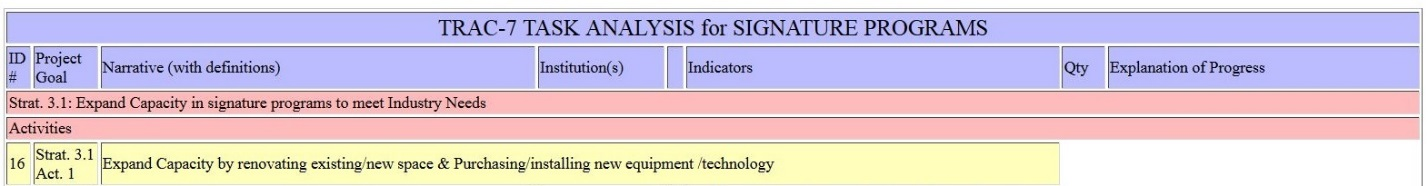 TRAC-7 TASK ANALYSIS for SIGNATURE PROGRAMS
ID # Project Goal Narrative (with definitions) Institution(s) Indicators Qty Explanation of Progress
Strat. 3.1: Expand Capacity in signature programs to meet Industry Needs
Activities
16 Strat. 3.1 Act. 1 Expand Capacity by renovating existing/new space & Purchasing/installing new equipment /technology